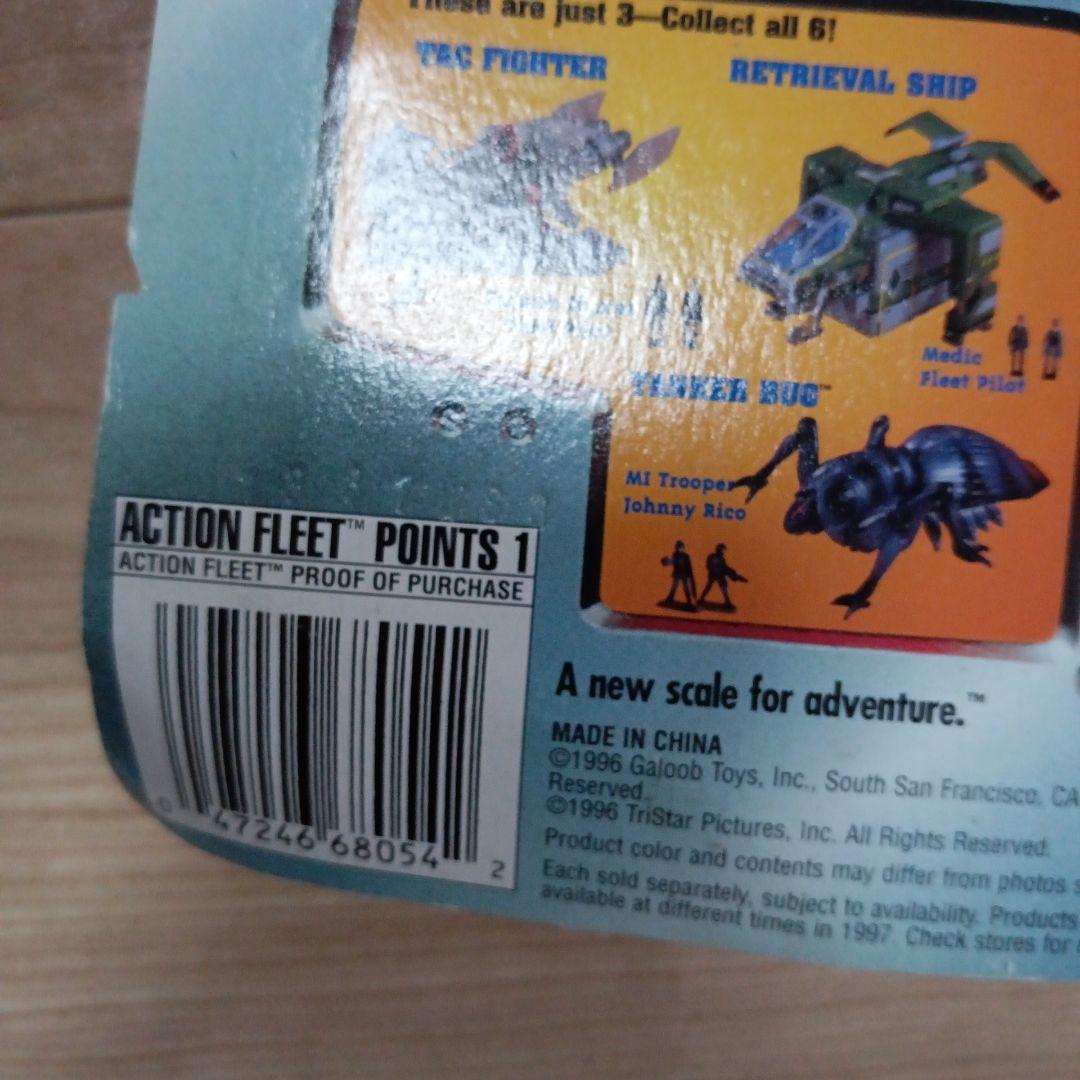 These are just 3—Collect all 6!
TAC FIGHTER
RETRIEVAL SHIP
Medic
Fleet Pilot
TANKER BUG™
MI Trooper
Johnny Rico
ACTION FLEET™ POINTS 1
ACTION FLEET™ PROOF OF PURCHASE
0 47246 68054 2
A new scale for adventure.™
MADE IN CHINA
©1996 Galoob Toys, Inc., South San Francisco, CA
Reserved.
©1996 TriStar Pictures, Inc. All Rights Reserved.
Product color and contents may differ from photos
Each sold separately, subject to availability. Products
available at different times in 1997. Check stores for